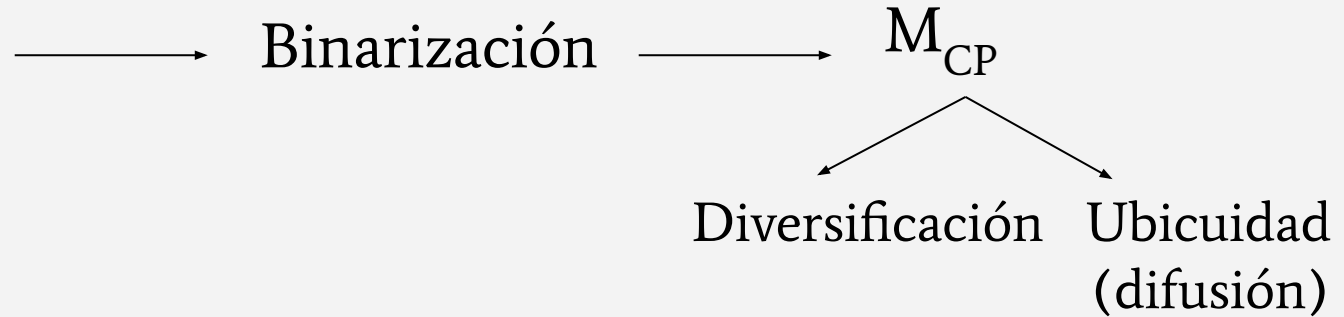 Binarización
M_CP
Diversificación
Ubicuidad
(difusión)